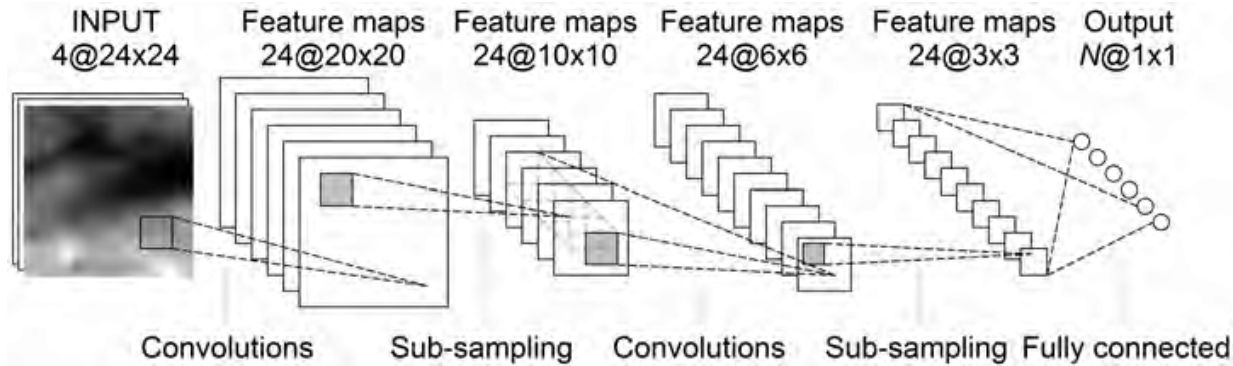 INPUT
4@24x24
Feature maps
24@20x20
Feature maps
24@10x10
Feature maps
24@6x6
Feature maps
24@3x3
Output
N@1x1
Convolutions
Sub-sampling
Convolutions
Sub-sampling
Fully connected